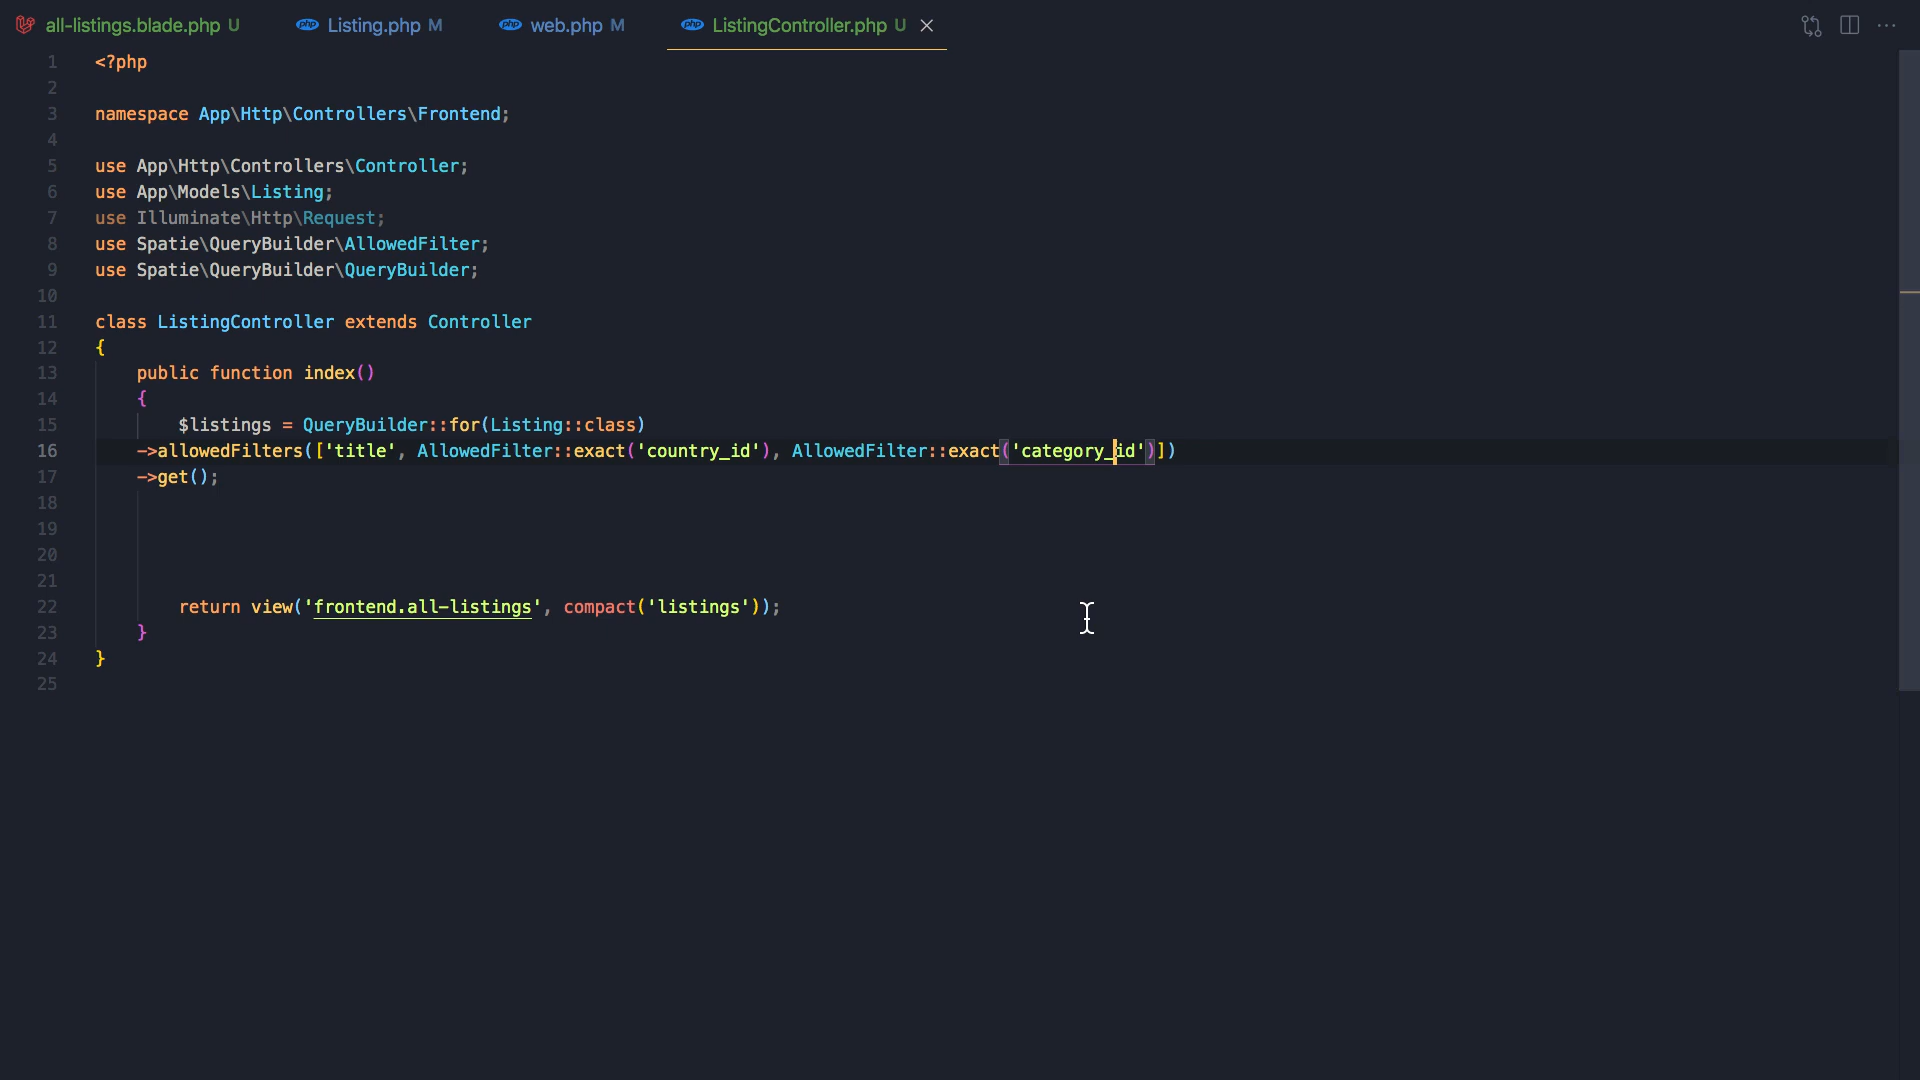 all-listings.blade.php U php Listing.php M php web.php M php ListingController.php U
1 <?php
2
3 namespace App\Http\Controllers\Frontend;
4
5 use App\Http\Controllers\Controller;
6 use App\Models\Listing;
7 use Illuminate\Http\Request;
8 use Spatie\QueryBuilder\AllowedFilter;
9 use Spatie\QueryBuilder\QueryBuilder;
10
11 class ListingController extends Controller
12 {
13 public function index()
14 {
15 $listings = QueryBuilder::for(Listing::class)
16 ->allowedFilters(['title', AllowedFilter::exact('country_id'), AllowedFilter::exact('category_id')])
17 ->get();
18
19
20
21
22 return view('frontend.all-listings', compact('listings'));
23 }
24 }
25